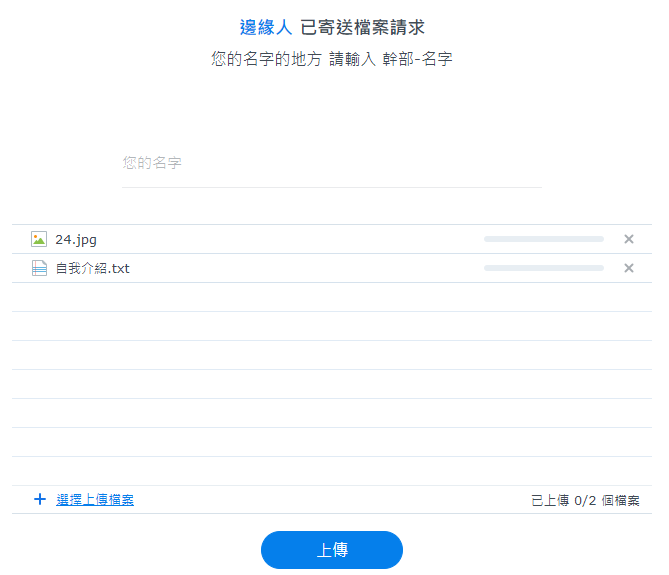 邊緣人 已寄送檔案請求
您的名字的地方 請輸入 幹部-名字
您的名字
24.jpg
自我介紹.txt
選擇上傳檔案
已上傳 0/2 個檔案
上傳